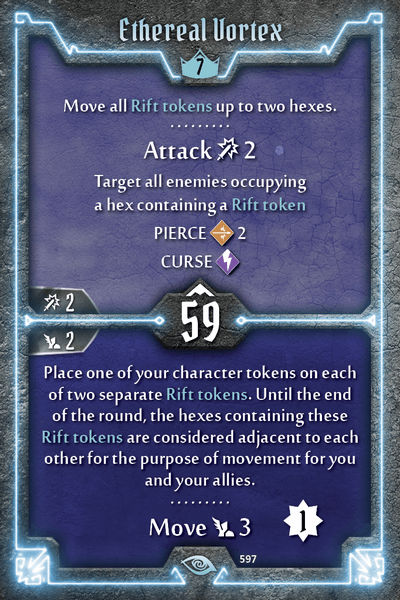 Ethereal Vortex
7
Move all Rift tokens up to two hexes.
Attack 2
Target all enemies occupying
a hex containing a Rift token
PIERCE 2
CURSE
2
59
2
Place one of your character tokens on each
of two separate Rift tokens. Until the end
of the round, the hexes containing these
Rift tokens are considered adjacent to each
other for the purpose of movement for you
and your allies.
Move 3
1
597